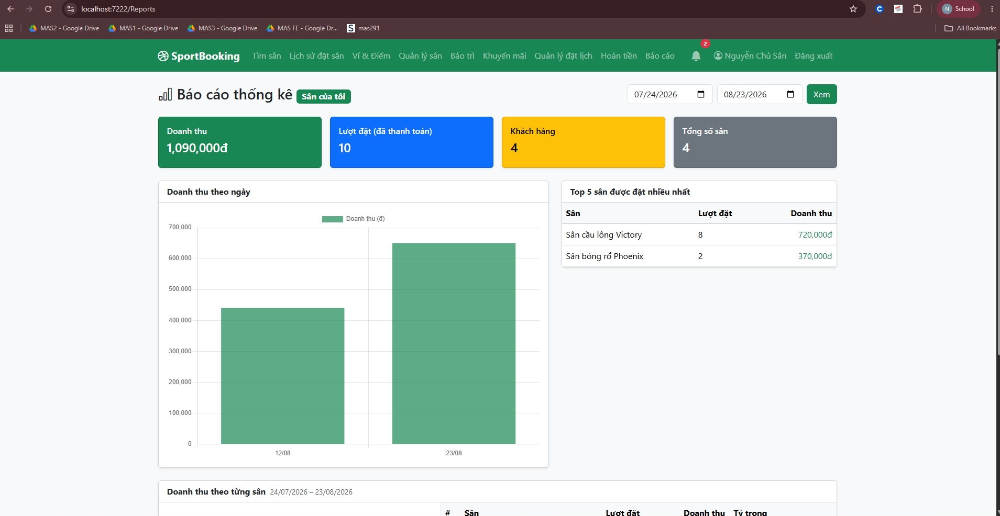 localhost:7222/Reports
N School
MAS2 - Google Drive MAS1 - Google Drive MAS3 - Google Drive MAS FE - Google Dr... S mas291 All Bookmarks
2
SportBooking Tìm sân Lịch sử đặt sân Ví & Điểm Quản lý sân Bảo trì Khuyến mãi Quản lý đặt lịch Hoàn tiền Báo cáo Nguyễn Chủ Sân Đăng xuất
Báo cáo thống kê Sân của tôi 07/24/2026 08/23/2026 Xem
Doanh thu
1,090,000đ
Lượt đặt (đã thanh toán)
10
Khách hàng
4
Tổng số sân
4
Doanh thu theo ngày
Doanh thu (đ)
700,000
600,000
500,000
400,000
300,000
200,000
100,000
0
12/08 23/08
Top 5 sân được đặt nhiều nhất
Sân Lượt đặt Doanh thu
Sân cầu lông Victory 8 720,000đ
Sân bóng rổ Phoenix 2 370,000đ
Doanh thu theo từng sân 24/07/2026 – 23/08/2026
# Sân Lượt đặt Doanh thu Tỷ trọng